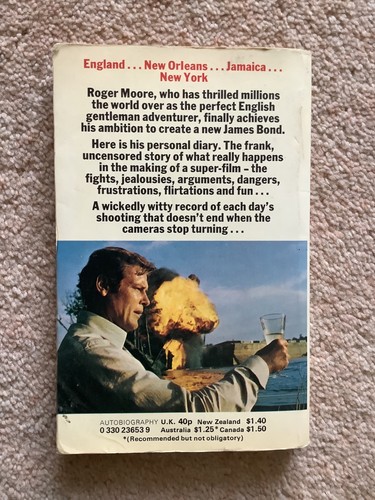 England... New Orleans... Jamaica...
New York
Roger Moore, who has thrilled millions
the world over as the perfect English
gentleman adventurer, finally achieves
his ambition to create a new James Bond.
Here is his personal diary. The frank,
uncensored story of what really happens
in the making of a super-film – the
fights, jealousies, arguments, dangers,
frustrations, flirtations and fun...
A wickedly witty record of each day's
shooting that doesn't end when the
cameras stop turning...
AUTOBIOGRAPHY U.K. 40p New Zealand $1.40
0 330 23653 9 Australia $1.25* Canada $1.50
*(Recommended but not obligatory)